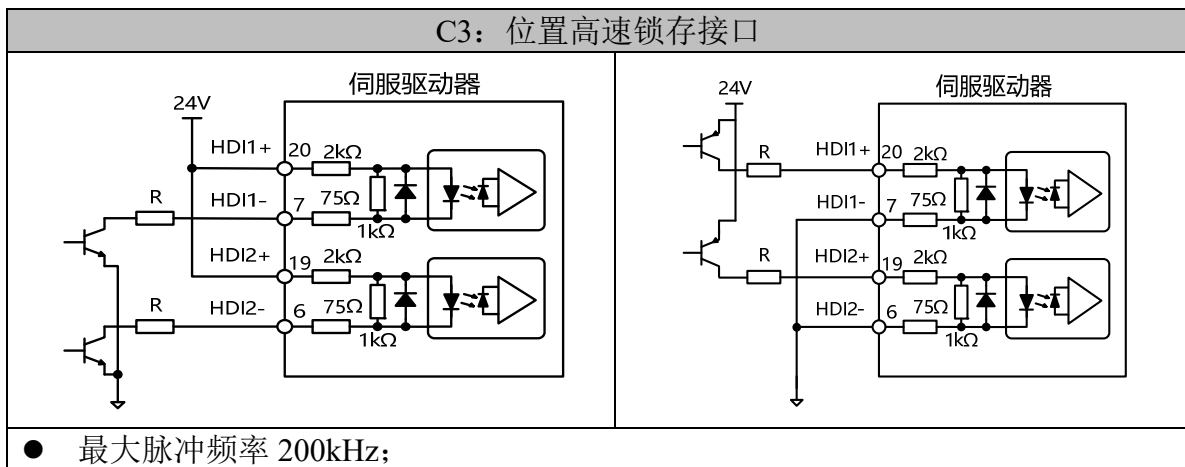 C3：位置高速锁存接口
伺服驱动器
24V
HDI1+
20
2kΩ
R
HDI1-
7
75Ω
1kΩ
HDI2+
19
2kΩ
R
HDI2-
6
75Ω
1kΩ
伺服驱动器
24V
R
HDI1+
20
2kΩ
HDI1-
7
75Ω
1kΩ
R
HDI2+
19
2kΩ
HDI2-
6
75Ω
1kΩ
● 最大脉冲频率 200kHz；